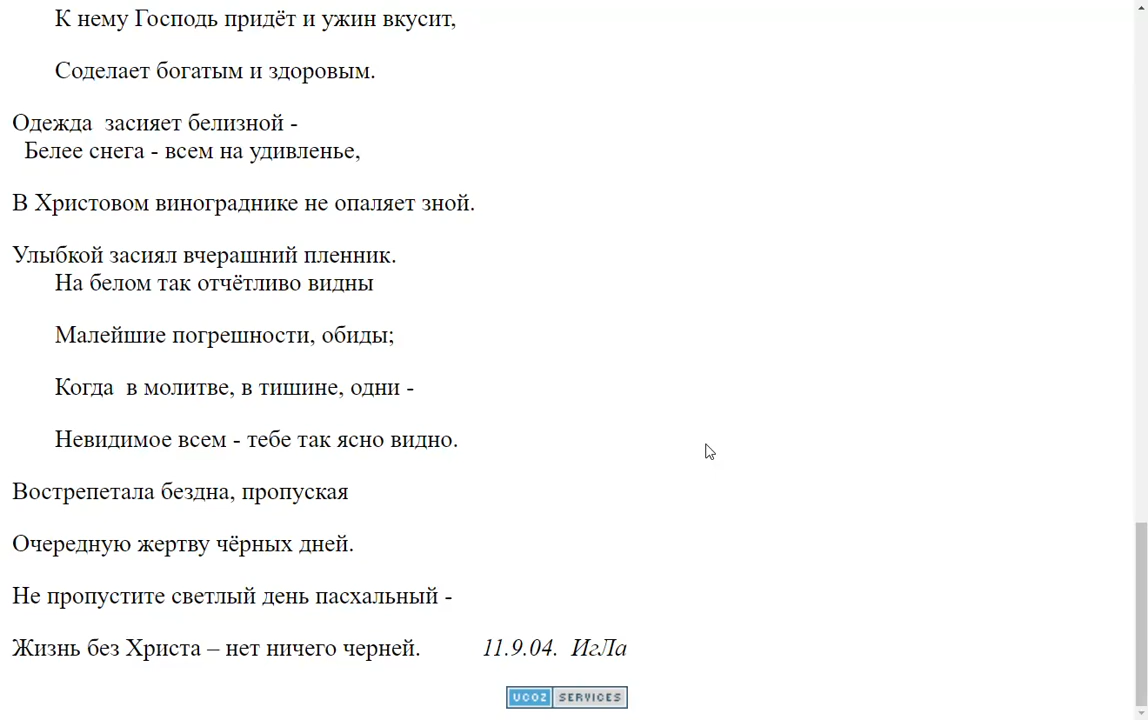 К нему Господь придёт и ужин вкусит,
Соделает богатым и здоровым.
Одежда  засияет белизной -
Белее снега - всем на удивленье,
В Христовом винограднике не опаляет зной.
Улыбкой засиял вчерашний пленник.
На белом так отчётливо видны
Малейшие погрешности, обиды;
Когда  в молитве, в тишине, одни -
Невидимое всем - тебе так ясно видно.
Вострепетала бездна, пропуская
Очередную жертву чёрных дней.
Не пропустите светлый день пасхальный -
Жизнь без Христа – нет ничего черней. 11.9.04.  ИгЛа
UCOZ SERVICES